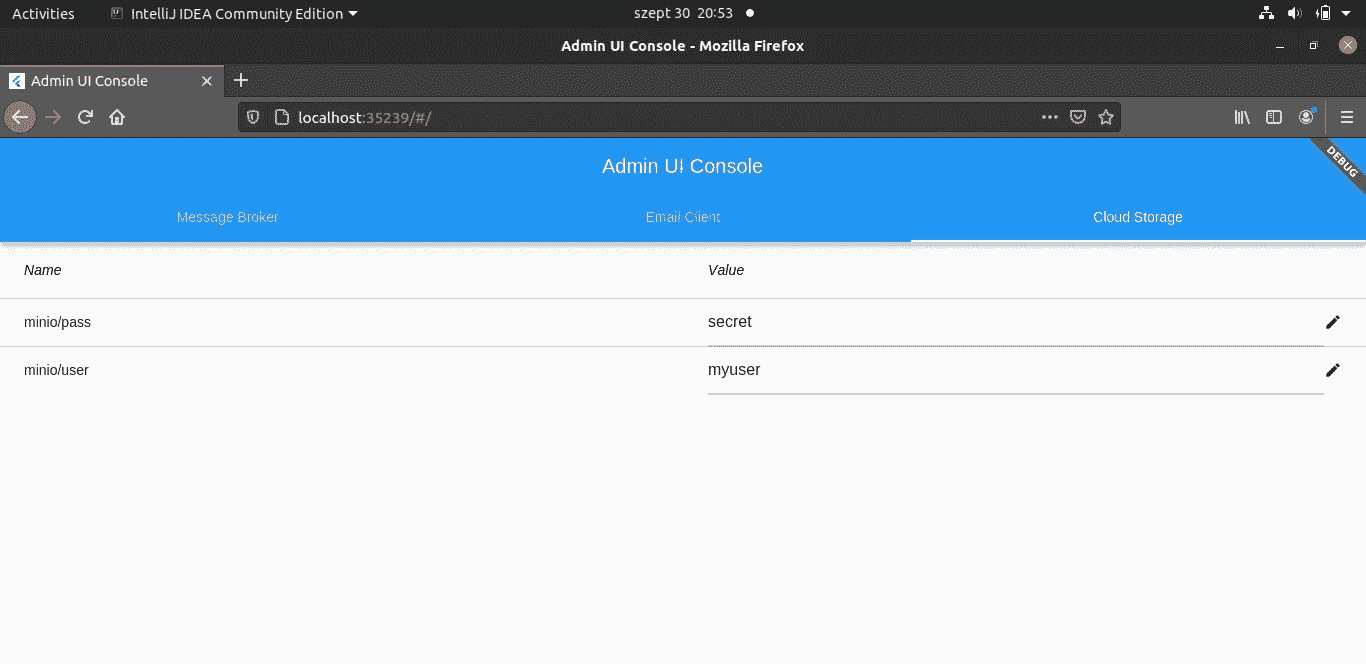 Activities IntelliJ IDEA Community Edition szept 30 20:53
Admin UI Console - Mozilla Firefox
Admin UI Console
localhost:35239/#/
Admin UI Console
DEBUG
Message Broker Email Client Cloud Storage
Name Value
minio/pass secret
minio/user myuser